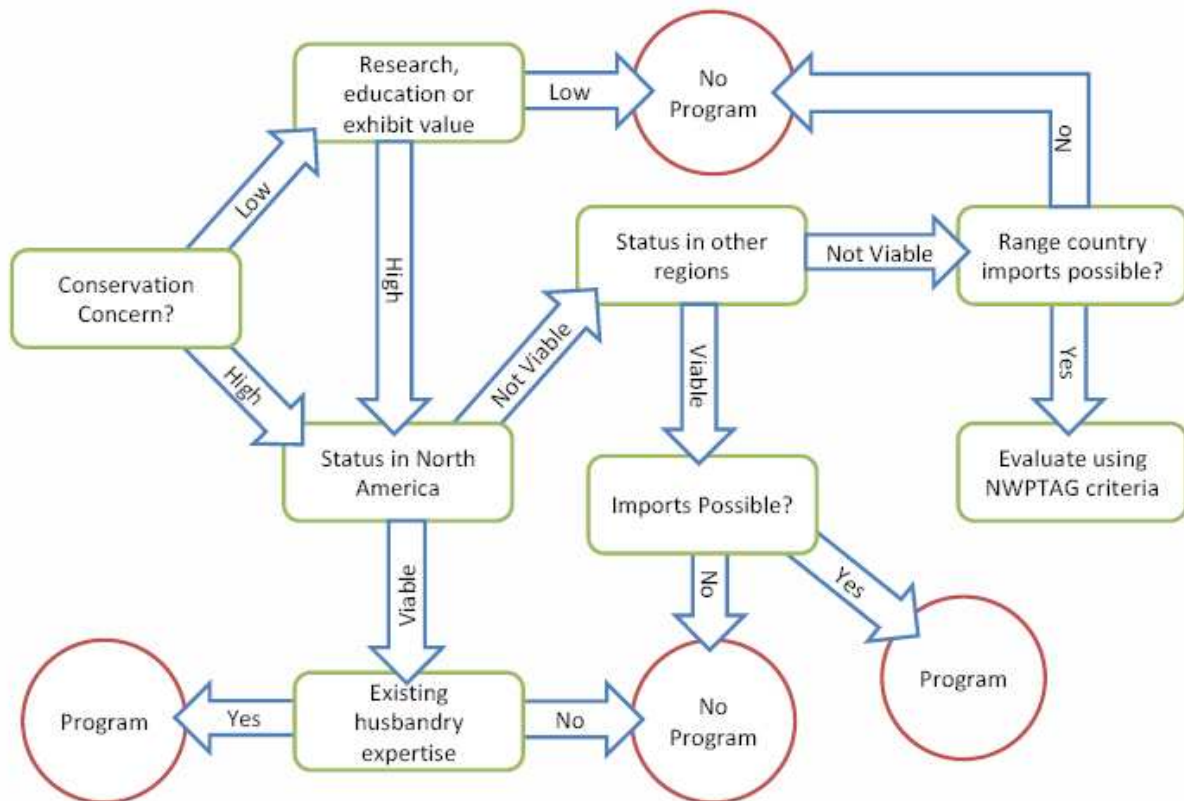 Research,
education or
exhibit value
Low
No
Program
No
Low
Conservation
Concern?
High
High
Status in other
regions
Not Viable
Range country
imports possible?
Not Viable
Viable
Yes
Status in North
America
Imports Possible?
Evaluate using
NWPTAG criteria
Viable
No
Yes
Program
Yes
Existing
husbandry
expertise
No
No
Program
Program